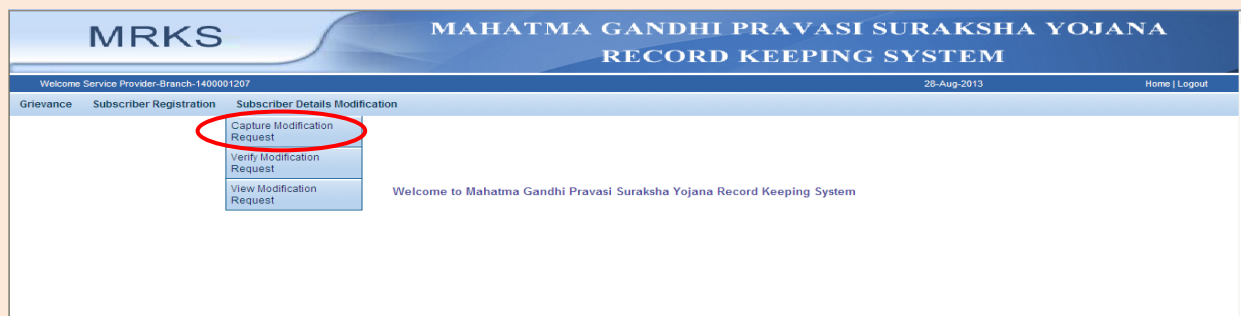 MRKS
MAHATMA GANDHI PRAVASI SURAKSHA YOJANA
RECORD KEEPING SYSTEM
Welcome Service Provider-Branch-1400001207
28-Aug-2013
Home | Logout
Grievance
Subscriber Registration
Subscriber Details Modification
Capture Modification
Request
Verify Modification
Request
View Modification
Request
Welcome to Mahatma Gandhi Pravasi Suraksha Yojana Record Keeping System